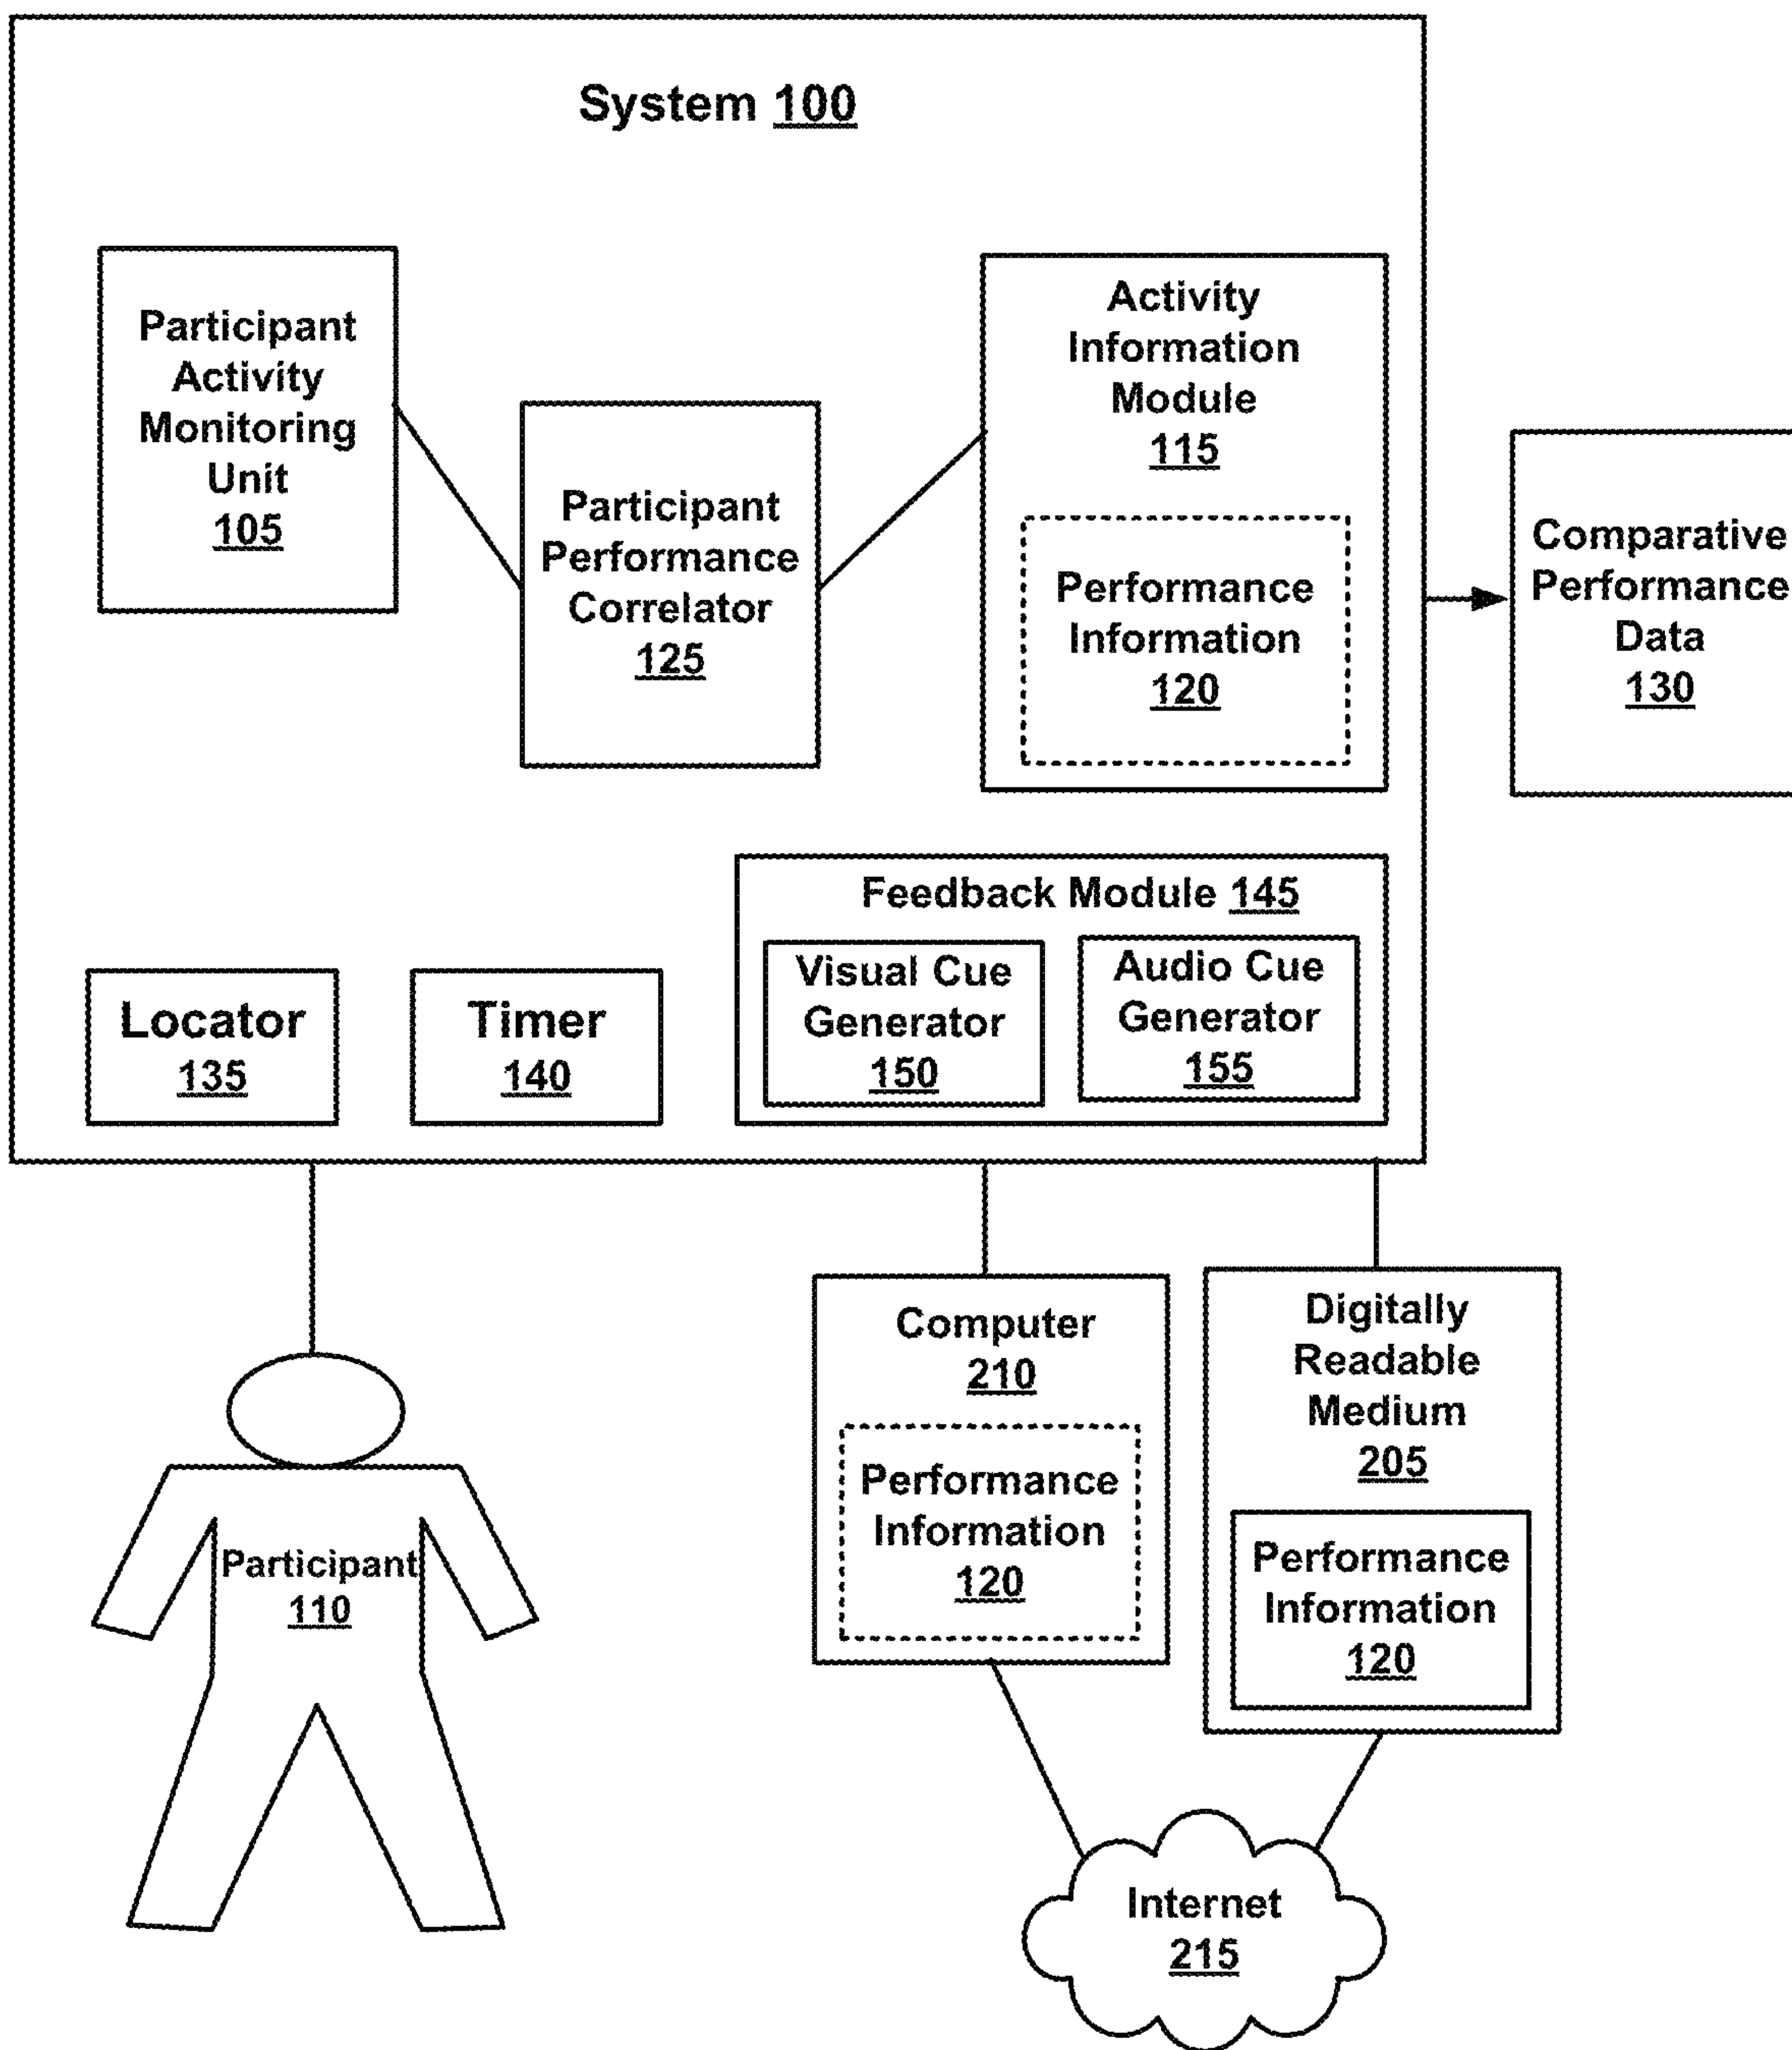 System 100
Participant
Activity
Monitoring
Unit
105
Participant
Performance
Correlator
125
Activity
Information
Module
115
Performance
Information
120
Comparative
Performance
Data
130
Feedback Module 145
Visual Cue
Generator
150
Audio Cue
Generator
155
Locator
135
Timer
140
Participant
110
Computer
210
Performance
Information
120
Digitally
Readable
Medium
205
Performance
Information
120
Internet
215